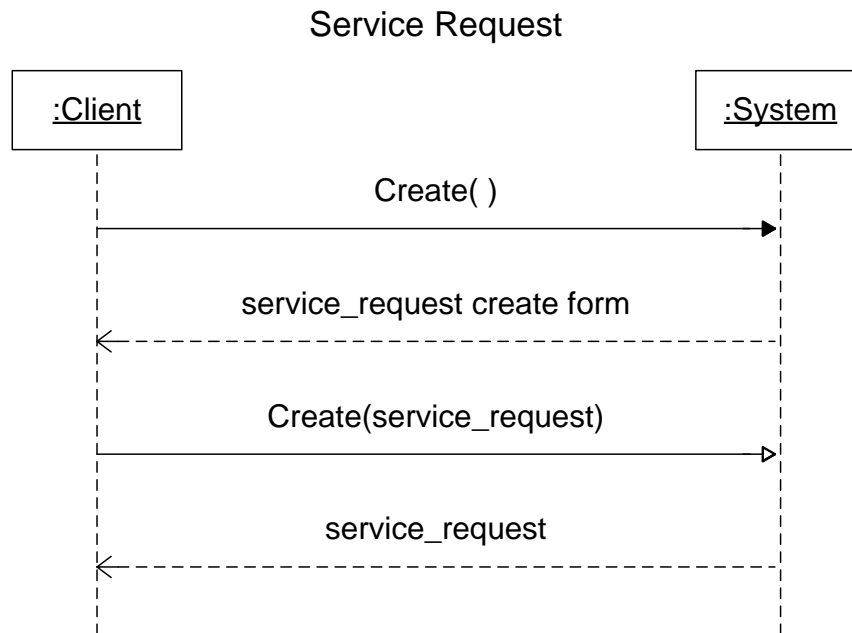 Service Request
:Client
:System
Create( )
service_request create form
Create(service_request)
service_request